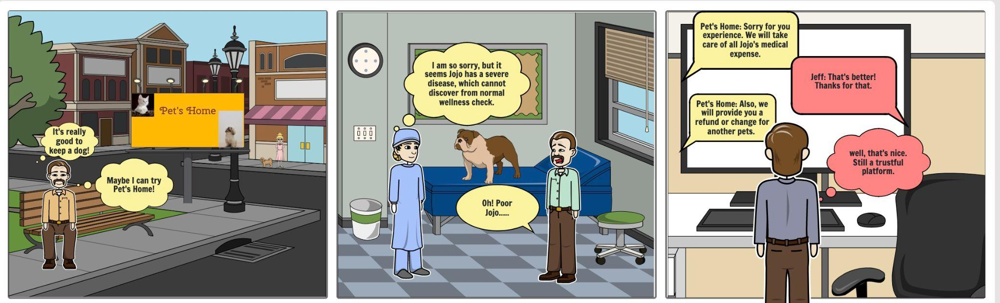 Pet's Home
It's really
good to
keep a dog!
Maybe I can try
Pet's Home!
I am so sorry, but it
seems Jojo has a severe
disease, which cannot
discover from normal
wellness check.
Oh! Poor
Jojo.....
Pet's Home: Sorry for you
experience. We will take
care of all Jojo's medical
expense.
Jeff: That's better!
Thanks for that.
Pet's Home: Also, we
will provide you a
refund or change for
another pets.
well, that's nice.
Still a trustful
platform.